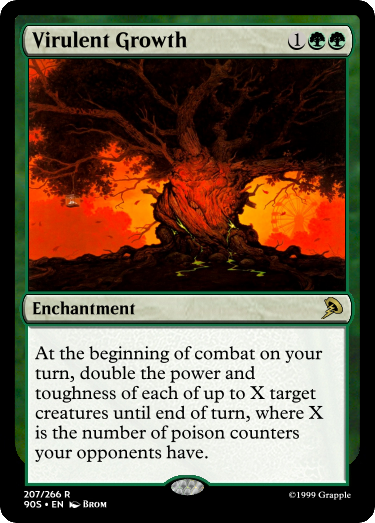 Virulent Growth 1
Enchantment
At the beginning of combat on your
turn, double the power and
toughness of each of up to X target
creatures until end of turn, where X
is the number of poison counters
your opponents have.
207/266 R
90S • EN BROM
©1999 Grapple